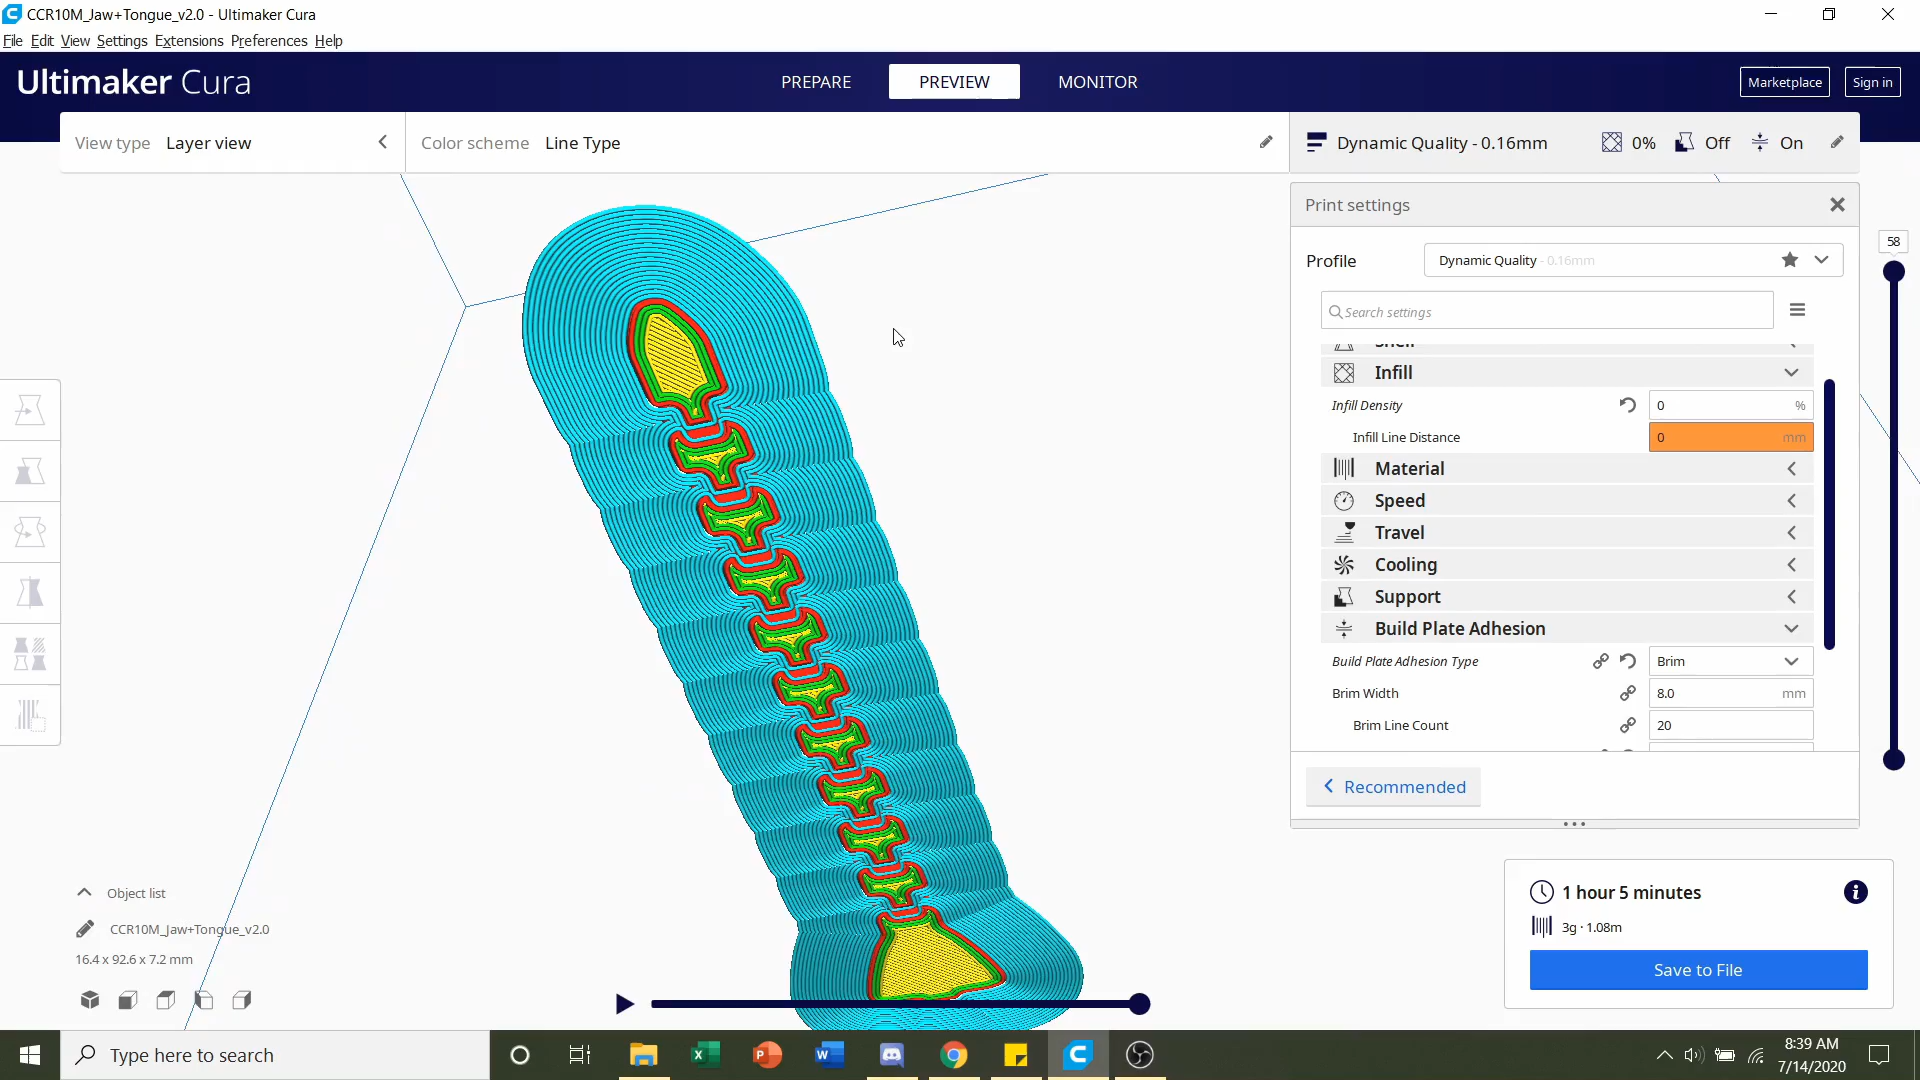 CCR10M_Jaw+Tongue_v2.0 - Ultimaker Cura
File Edit View Settings Extensions Preferences Help
Ultimaker Cura
PREPARE
PREVIEW
MONITOR
Marketplace
Sign in
View type Layer view
Color scheme Line Type
Dynamic Quality - 0.16mm
0%
Off
On
Print settings
58
Profile
Dynamic Quality - 0.16mm
Search settings
Shell
Infill
Infill Density
0 %
Infill Line Distance
0 mm
Material
Speed
Travel
Cooling
Support
Build Plate Adhesion
Build Plate Adhesion Type
Brim
Brim Width
8.0 mm
Brim Line Count
20
Recommended
Object list
CCR10M_Jaw+Tongue_v2.0
16.4 x 92.6 x 7.2 mm
1 hour 5 minutes
3g · 1.08m
Save to File
Type here to search
8:39 AM
7/14/2020